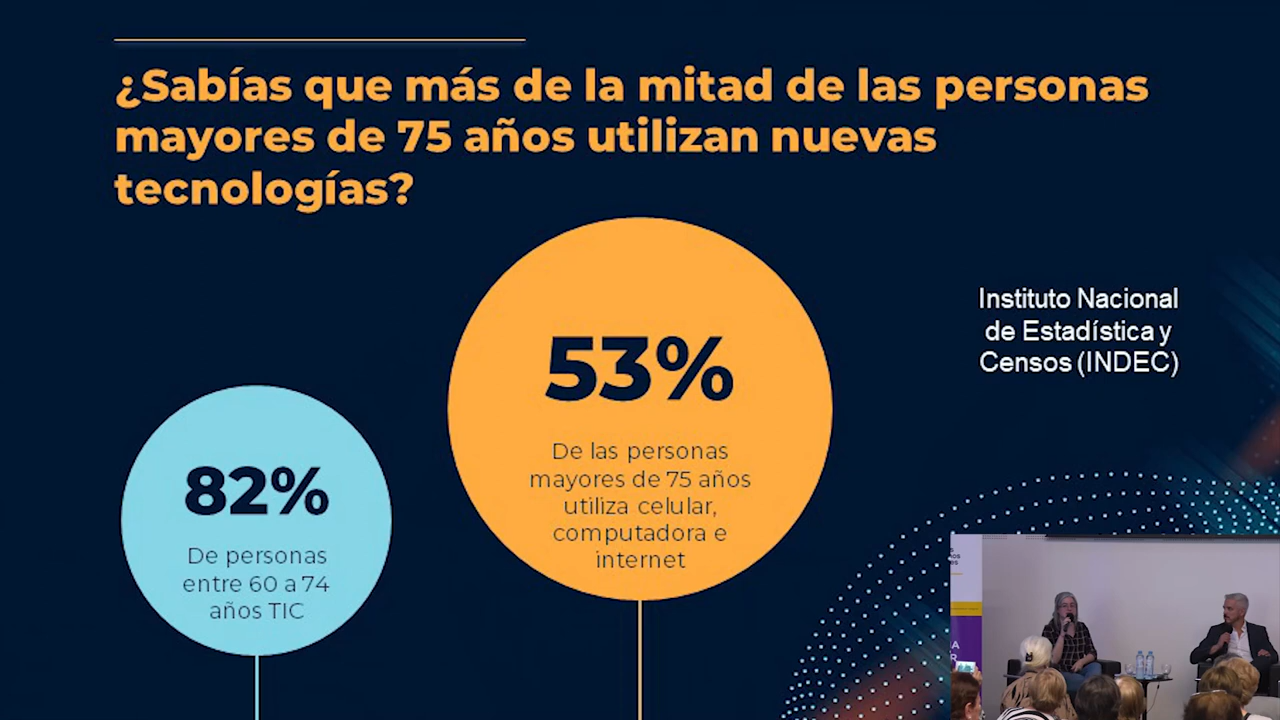 ¿Sabías que más de la mitad de las personas
mayores de 75 años utilizan nuevas
tecnologías?
Instituto Nacional
de Estadística y
Censos (INDEC)
53%
De las personas
mayores de 75 años
utiliza celular,
computadora e
internet
82%
De personas
entre 60 a 74
años TIC